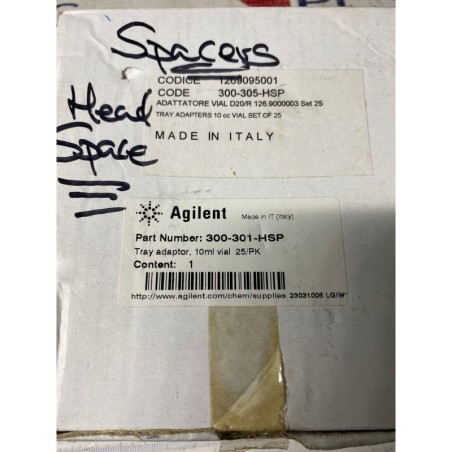 Spacers
CODICE 1269095001
CODE 300-305-HSP
ADATTATORE VIAL D20/R 126.9000003 Set 25
TRAY ADAPTERS 10 cc VIAL SET OF 25
MADE IN ITALY
Head
Space
Agilent Made in IT (Italy)
Part Number: 300-301-HSP
Tray adaptor, 10ml vial 25/PK
Content: 1
http://www.agilent.com/chem/supplies 23031006 LGIW